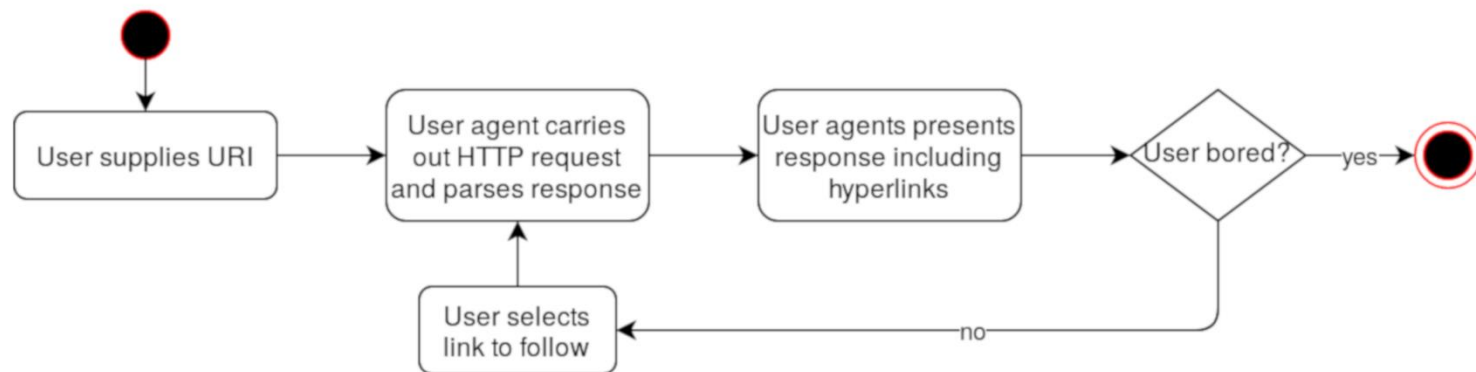 User supplies URI
User agent carries
out HTTP request
and parses response
User agents presents
response including
hyperlinks
User bored?
yes
no
User selects
link to follow